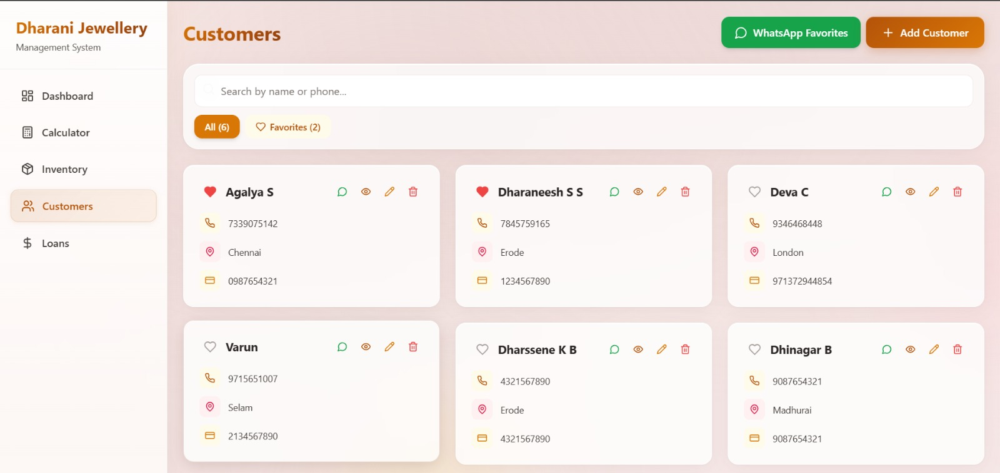 Dharani Jewellery
Management System
Dashboard
Calculator
Inventory
Customers
Loans
Customers
WhatsApp Favorites
Add Customer
Search by name or phone...
All (6)
Favorites (2)
Agalya S
7339075142
Chennai
0987654321
Dharaneesh S S
7845759165
Erode
1234567890
Deva C
9346468448
London
971372944854
Varun
9715651007
Selam
2134567890
Dharssene K B
4321567890
Erode
4321567890
Dhinagar B
9087654321
Madhurai
9087654321